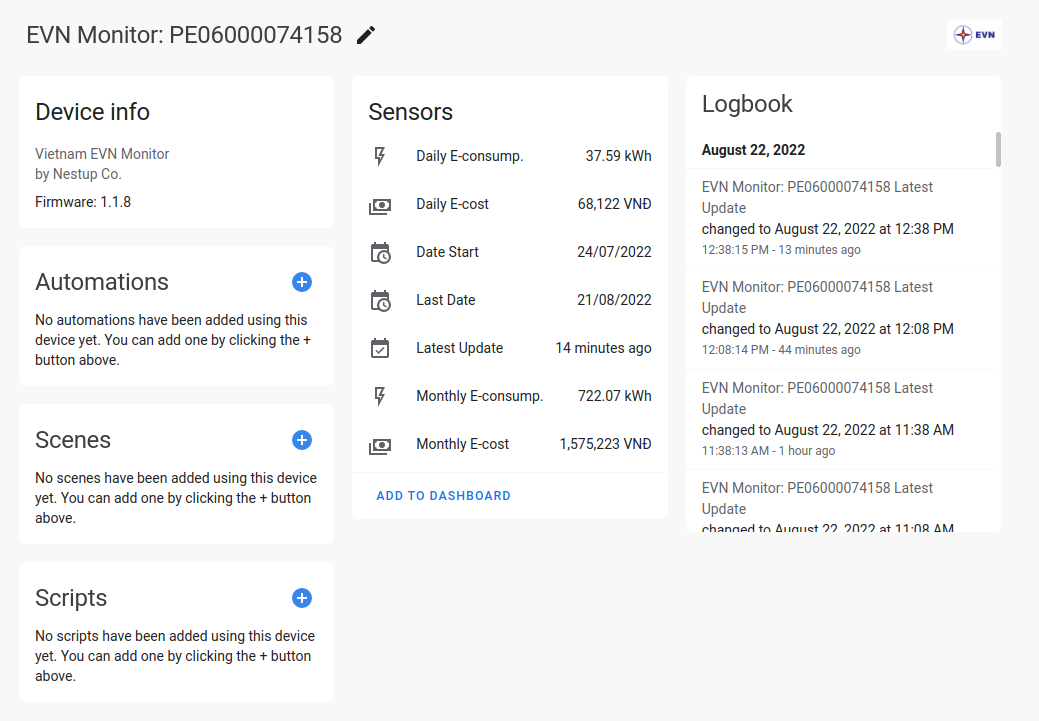 EVN Monitor: PE06000074158
EVN
Device info
Vietnam EVN Monitor
by Nestup Co.
Firmware: 1.1.8
Automations
No automations have been added using this
device yet. You can add one by clicking the +
button above.
Scenes
No scenes have been added using this device
yet. You can add one by clicking the + button
above.
Scripts
No scripts have been added using this device
yet. You can add one by clicking the + button
above.
Sensors
Daily E-consump. 37.59 kWh
Daily E-cost 68,122 VNĐ
Date Start 24/07/2022
Last Date 21/08/2022
Latest Update 14 minutes ago
Monthly E-consump. 722.07 kWh
Monthly E-cost 1,575,223 VNĐ
ADD TO DASHBOARD
Logbook
August 22, 2022
EVN Monitor: PE06000074158 Latest
Update
changed to August 22, 2022 at 12:38 PM
12:38:15 PM - 13 minutes ago
EVN Monitor: PE06000074158 Latest
Update
changed to August 22, 2022 at 12:08 PM
12:08:14 PM - 44 minutes ago
EVN Monitor: PE06000074158 Latest
Update
changed to August 22, 2022 at 11:38 AM
11:38:13 AM - 1 hour ago
EVN Monitor: PE06000074158 Latest
Update
changed to August 22, 2022 at 11:08 AM